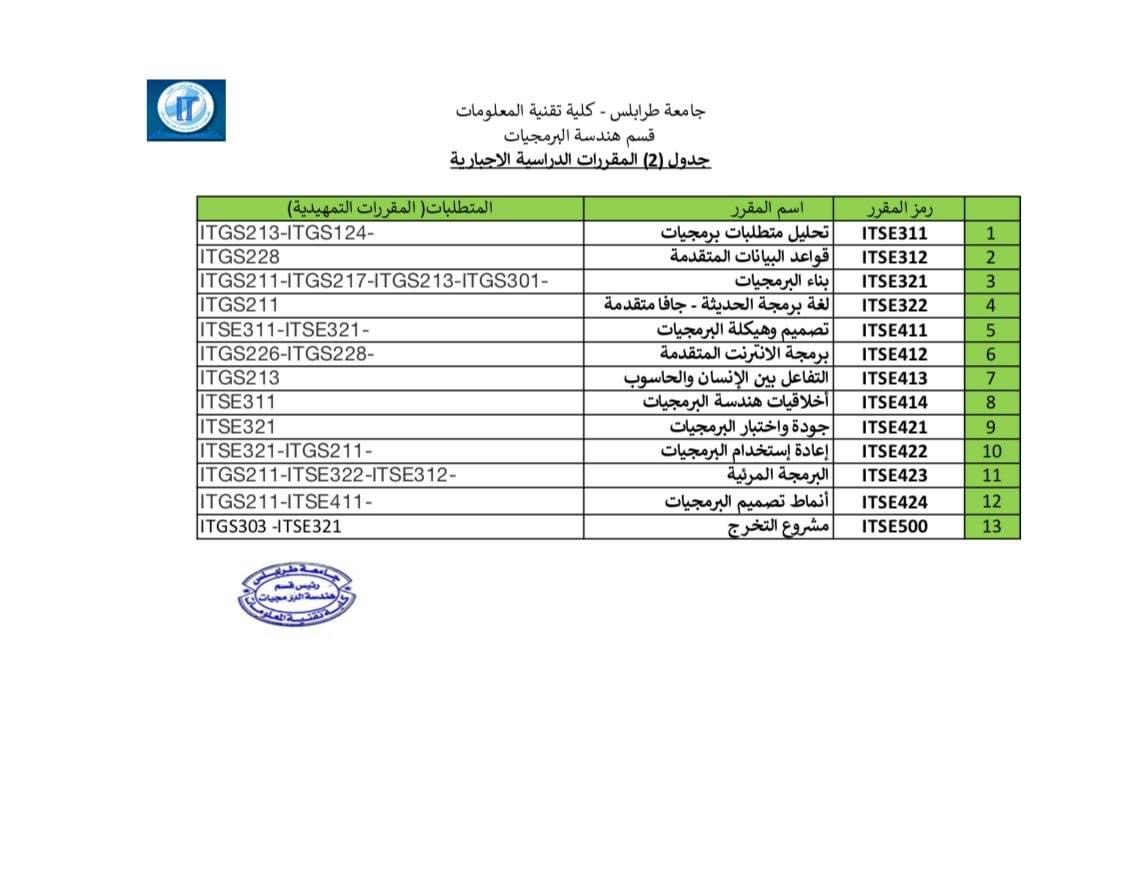 IT
جامعة طرابلس - كلية تقنية المعلومات
قسم هندسة البرمجيات
جدول (2) المقررات الدراسية الاجبارية
رمز المقرر اسم المقرر المتطلبات( المقررات التمهيدية)
1 ITSE311 تحليل متطلبات برمجيات ITGS213-ITGS124-
2 ITSE312 قواعد البيانات المتقدمة ITGS228
3 ITSE321 بناء البرمجيات ITGS211-ITGS217-ITGS213-ITGS301-
4 ITSE322 لغة برمجة الحديثة - جافا متقدمة ITGS211
5 ITSE411 تصميم وهيكلة البرمجيات ITSE311-ITSE321-
6 ITSE412 برمجة الانترنت المتقدمة ITGS226-ITGS228-
7 ITSE413 التفاعل بين الإنسان والحاسوب ITGS213
8 ITSE414 أخلاقيات هندسة البرمجيات ITSE311
9 ITSE421 جودة واختبار البرمجيات ITSE321
10 ITSE422 إعادة إستخدام البرمجيات ITSE321-ITGS211-
11 ITSE423 البرمجة المرئية ITGS211-ITSE322-ITSE312-
12 ITSE424 أنماط تصميم البرمجيات ITGS211-ITSE411-
13 ITSE500 مشروع التخرج ITGS303 -ITSE321
جامعة طرابلس
رئيس قسم
هندسة البرمجيات
كلية تقنية المعلومات